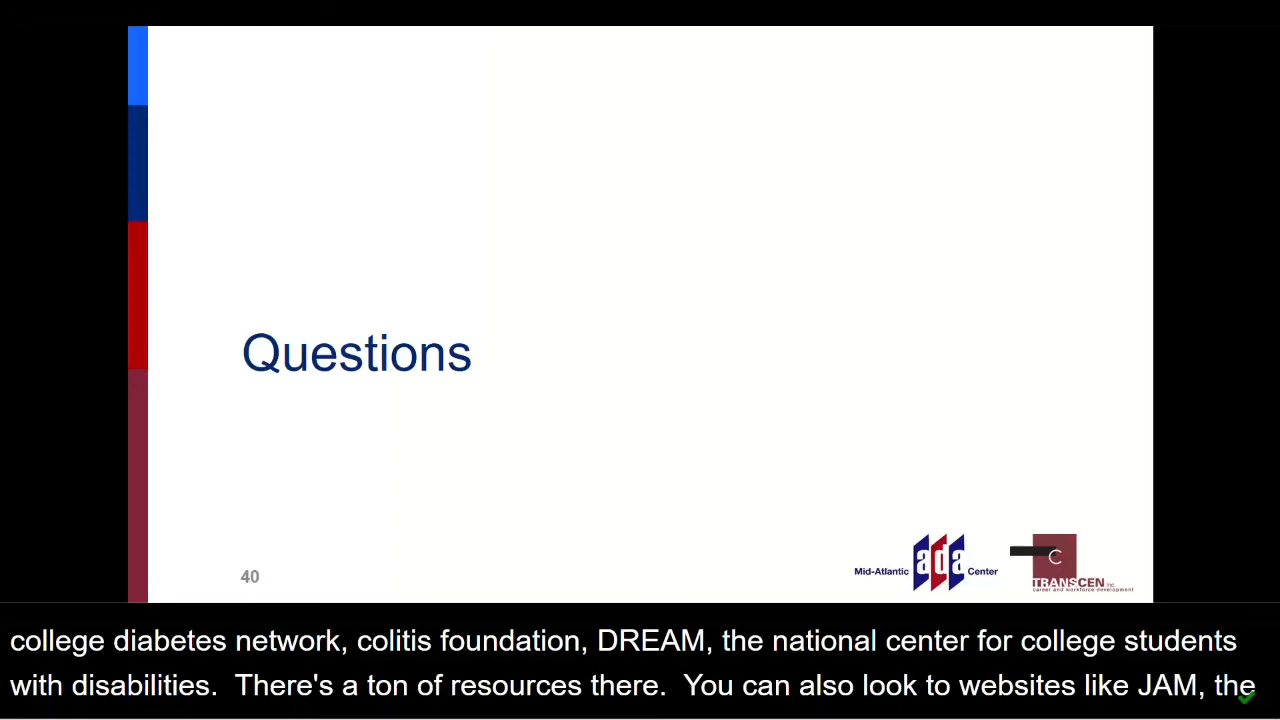 Questions
40
Mid-Atlantic ada Center
C
TRANSCEN inc.
career and workforce development
college diabetes network, colitis foundation, DREAM, the national center for college students
with disabilities.  There's a ton of resources there.  You can also look to websites like JAM, the